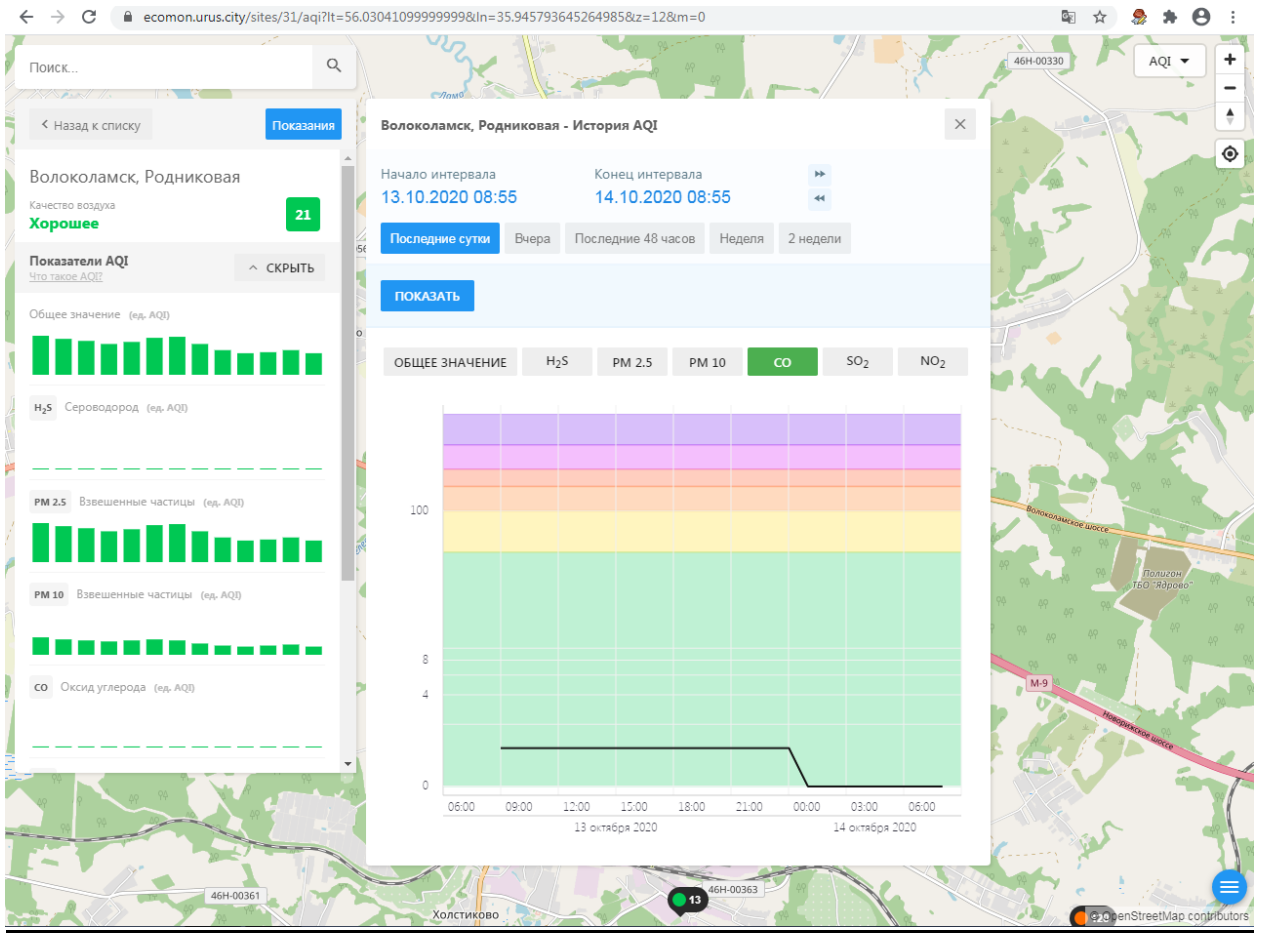 ecomon.urus.city/sites/31/aqi?lt=56.03041099999999&ln=35.945793645264985&z=12&m=0
Поиск...
Назад к списку
Показания
Волоколамск, Родниковая
Качество воздуха
Хорошее
21
Показатели AQI
Что такое AQI?
СКРЫТЬ
Общее значение (ед. AQI)
H₂S Сероводород (ед. AQI)
PM 2.5 Взвешенные частицы (ед. AQI)
PM 10 Взвешенные частицы (ед. AQI)
CO Оксид углерода (ед. AQI)
Волоколамск, Родниковая - История AQI
Начало интервала
Конец интервала
13.10.2020 08:55
14.10.2020 08:55
Последние сутки
Вчера
Последние 48 часов
Неделя
2 недели
ПОКАЗАТЬ
ОБЩЕЕ ЗНАЧЕНИЕ
H₂S
PM 2.5
PM 10
CO
SO₂
NO₂
100
8
4
0
06:00 09:00 12:00 15:00 18:00 21:00 00:00 03:00 06:00
13 октября 2020
14 октября 2020
Лама
46Н-00330
AQI
+
−
Волоколамское шоссе
Полигон
ТБО "Ядрово"
М-9
Новорижское шоссе
46Н-00361
46Н-00363
13
Холстиково
OpenStreetMap contributors